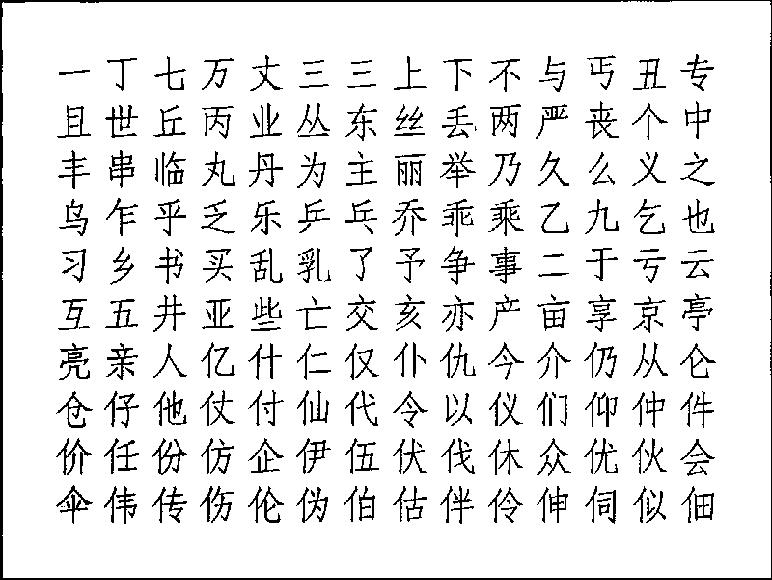 一丁七万丈三三上下不与丐丑专
且世丘丙业丛东丝丢两严丧个中
丰串临丸丹为主丽举乃久么义之
乌乍乎乏乐乒乓乔乖乘乙九乞也
习乡书买乱乳了予争事二于亏云
互五井亚些亡交亥亦产亩享京亭
亮亲人亿什仁仅仆仇今介仍从仑
仓仔他仗付仙代令以仪们仰仲件
价任份仿企伊伍伏伐休众优伙会
伞伟传伤伦伪伯估伴伶伸伺似佃